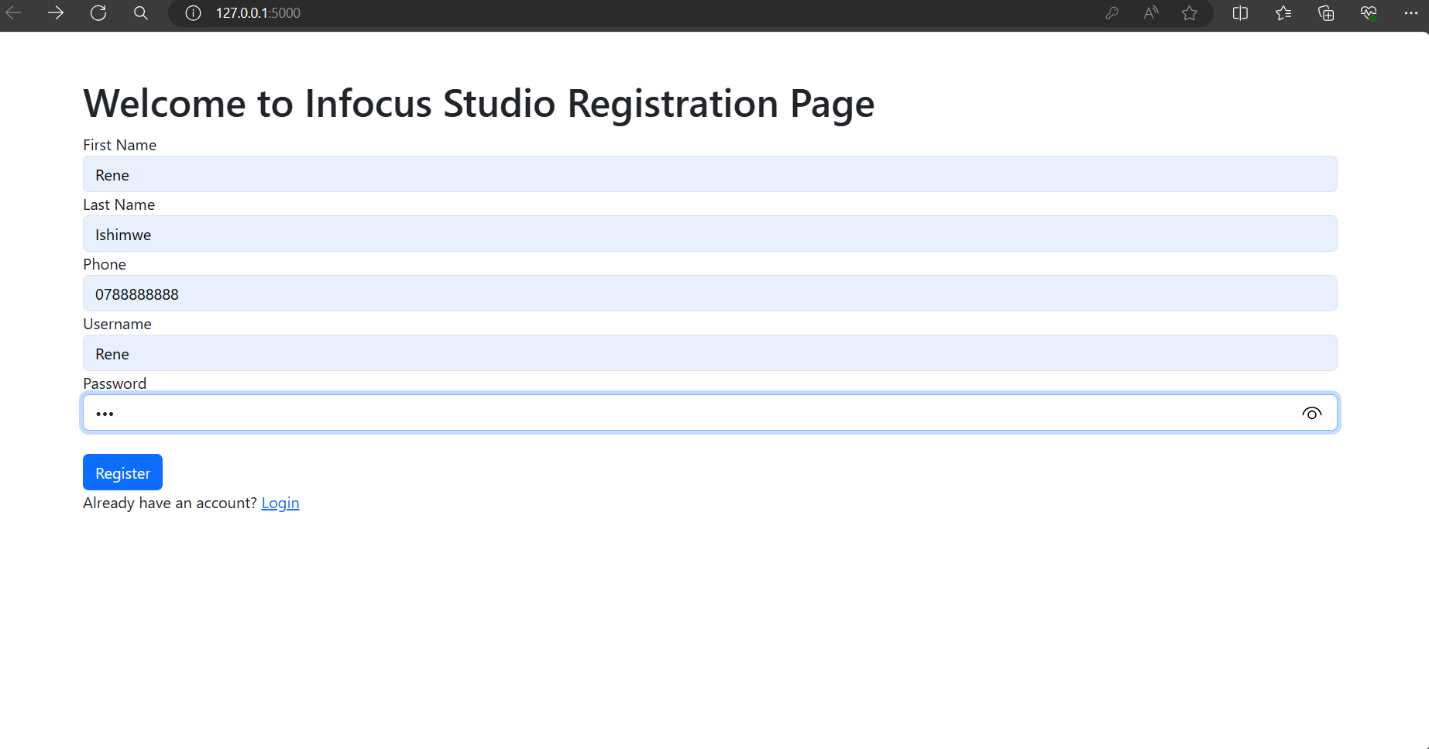 127.0.0.1:5000
Welcome to Infocus Studio Registration Page
First Name
Rene
Last Name
Ishimwe
Phone
0788888888
Username
Rene
Password
•••
Register
Already have an account? Login